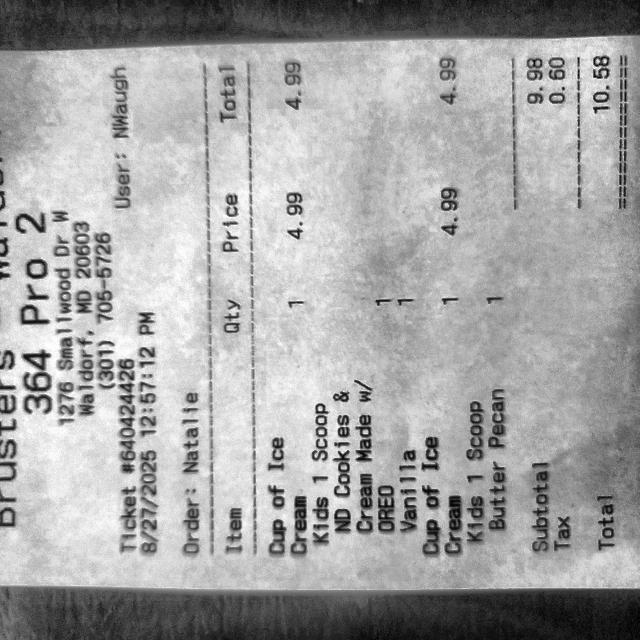 Brusters
364 Pro 2
1276 Smallwood Dr W
Waldorf, MD 20603
(301) 705-5726
Ticket #640424426
8/27/2025 12:57:12 PM User: NWaugh
Order: Natalie
Item Qty Price Total
Cup of Ice
Cream 1 4.99 4.99
Kids 1 Scoop
ND Cookies &
Cream Made w/
OREO 1
Vanilla 1
Cup of Ice
Cream 1 4.99 4.99
Kids 1 Scoop
Butter Pecan 1
Subtotal 9.98
Tax 0.60
Total 10.58